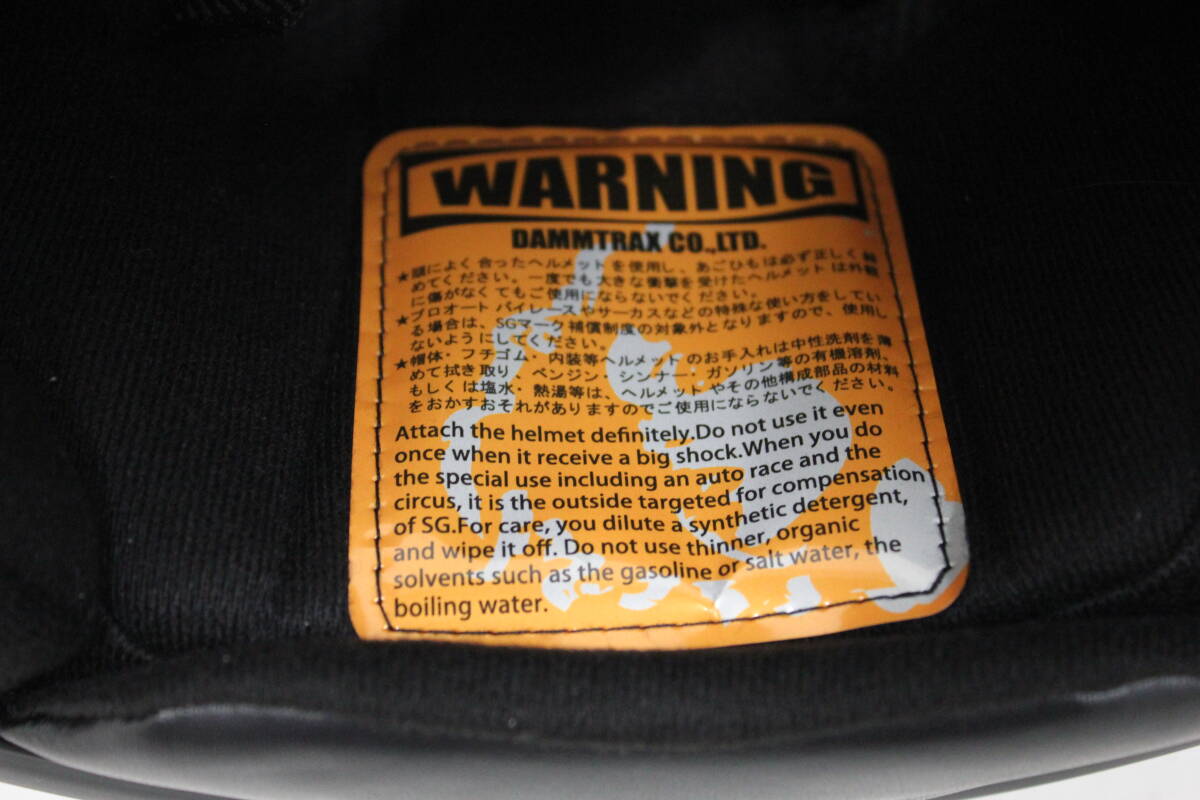 WARNING
DAMMTRAX CO.,LTD.
★頭によく合ったヘルメットを使用し、あごひもは必ず正しく締
めてください。一度でも大きな衝撃を受けたヘルメットは外観
に傷がなくてもご使用にならないでください。
★プロオートバイレースやサーカスなどの特殊な使い方をしてい
る場合は、SGマーク補償制度の対象外となりますので、使用し
ないようにしてください。
★帽体・フチゴム・内装等ヘルメットのお手入れは中性洗剤を薄
めて拭き取り、ベンジン・シンナー・ガソリン等の有機溶剤、
もしくは塩水・熱湯等は、ヘルメットやその他構成部品の材料
をおかすおそれがありますのでご使用にならないでください。
Attach the helmet definitely.Do not use it even
once when it receive a big shock.When you do
the special use including an auto race and the
circus, it is the outside targeted for compensation
of SG.For care, you dilute a synthetic detergent,
and wipe it off. Do not use thinner, organic
solvents such as the gasoline or salt water, the
boiling water.